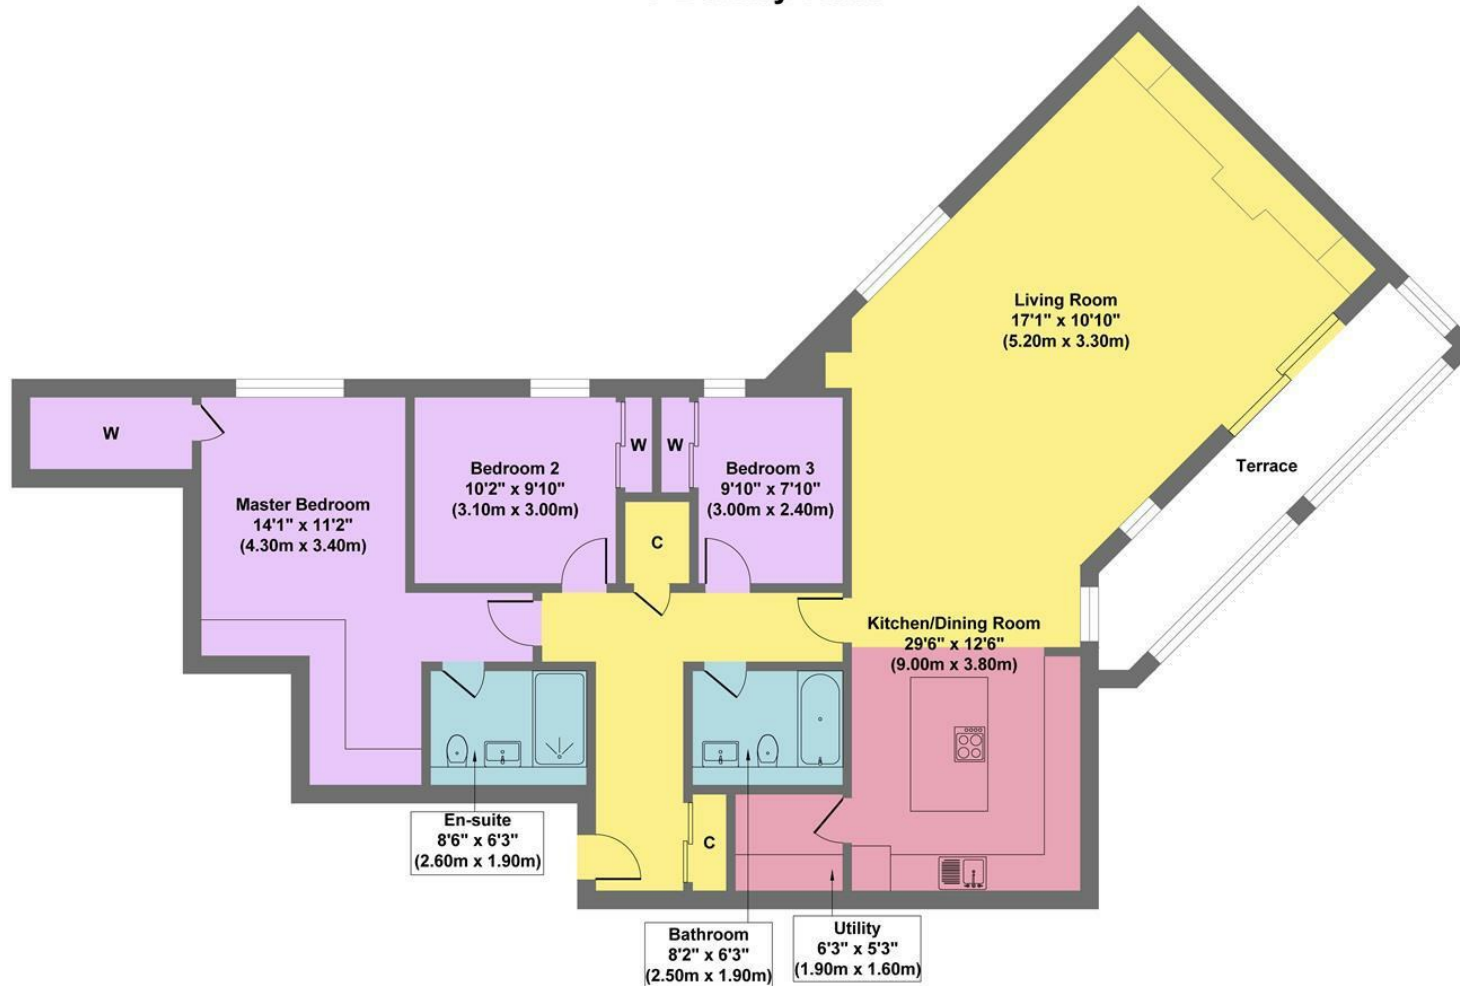 Living Room
17'1" x 10'10"
(5.20m x 3.30m)
W
Bedroom 2
10'2" x 9'10"
(3.10m x 3.00m)
W
W
Bedroom 3
9'10" x 7'10"
(3.00m x 2.40m)
Terrace
Master Bedroom
14'1" x 11'2"
(4.30m x 3.40m)
C
Kitchen/Dining Room
29'6" x 12'6"
(9.00m x 3.80m)
En-suite
8'6" x 6'3"
(2.60m x 1.90m)
C
Bathroom
8'2" x 6'3"
(2.50m x 1.90m)
Utility
6'3" x 5'3"
(1.90m x 1.60m)